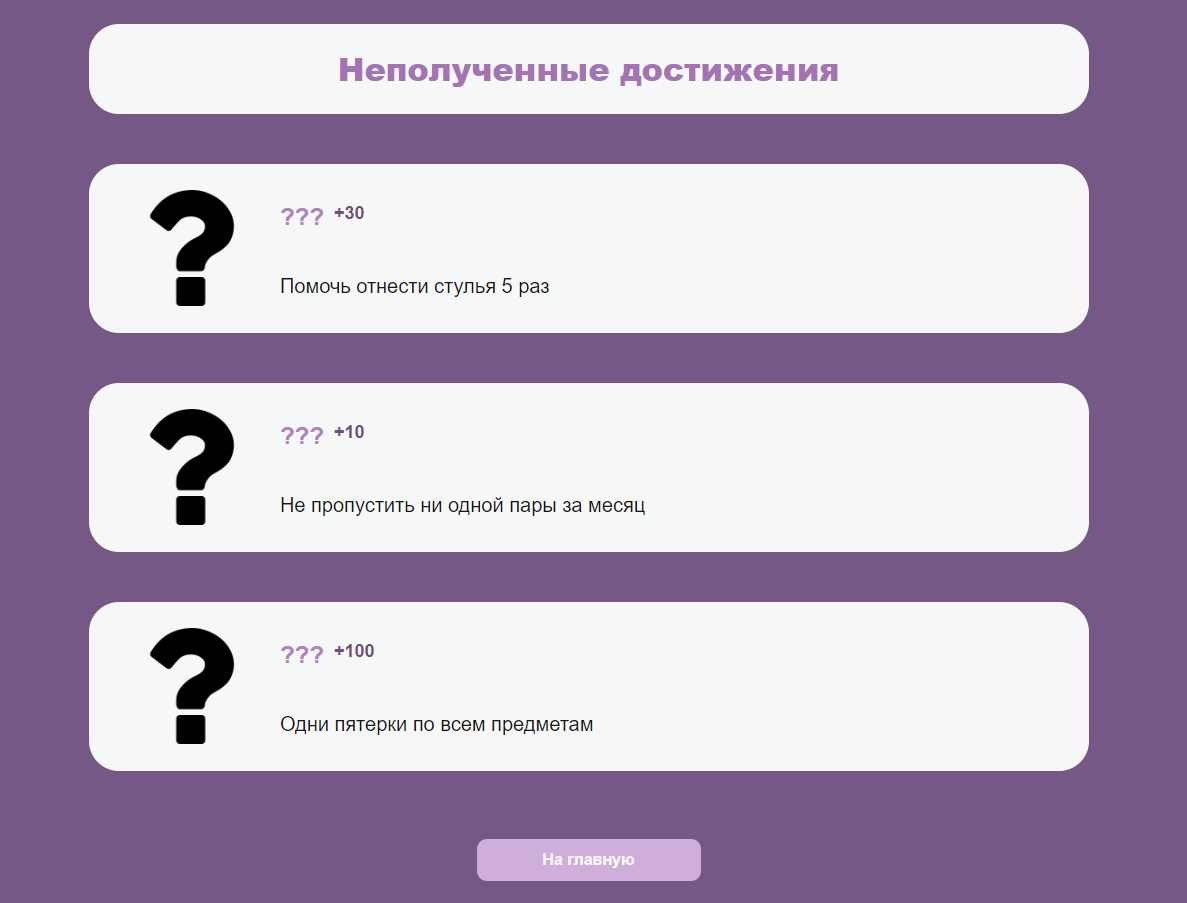 Неполученные достижения
??? +30
Помочь отнести стулья 5 раз
??? +10
Не пропустить ни одной пары за месяц
??? +100
Одни пятерки по всем предметам
На главную